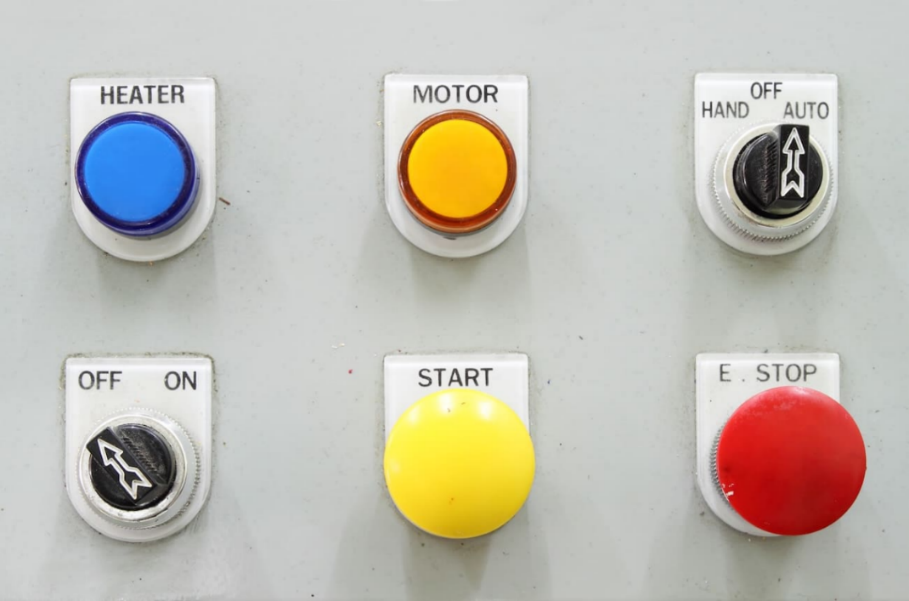 HEATER
MOTOR
OFF
HAND AUTO
OFF ON
START
E . STOP